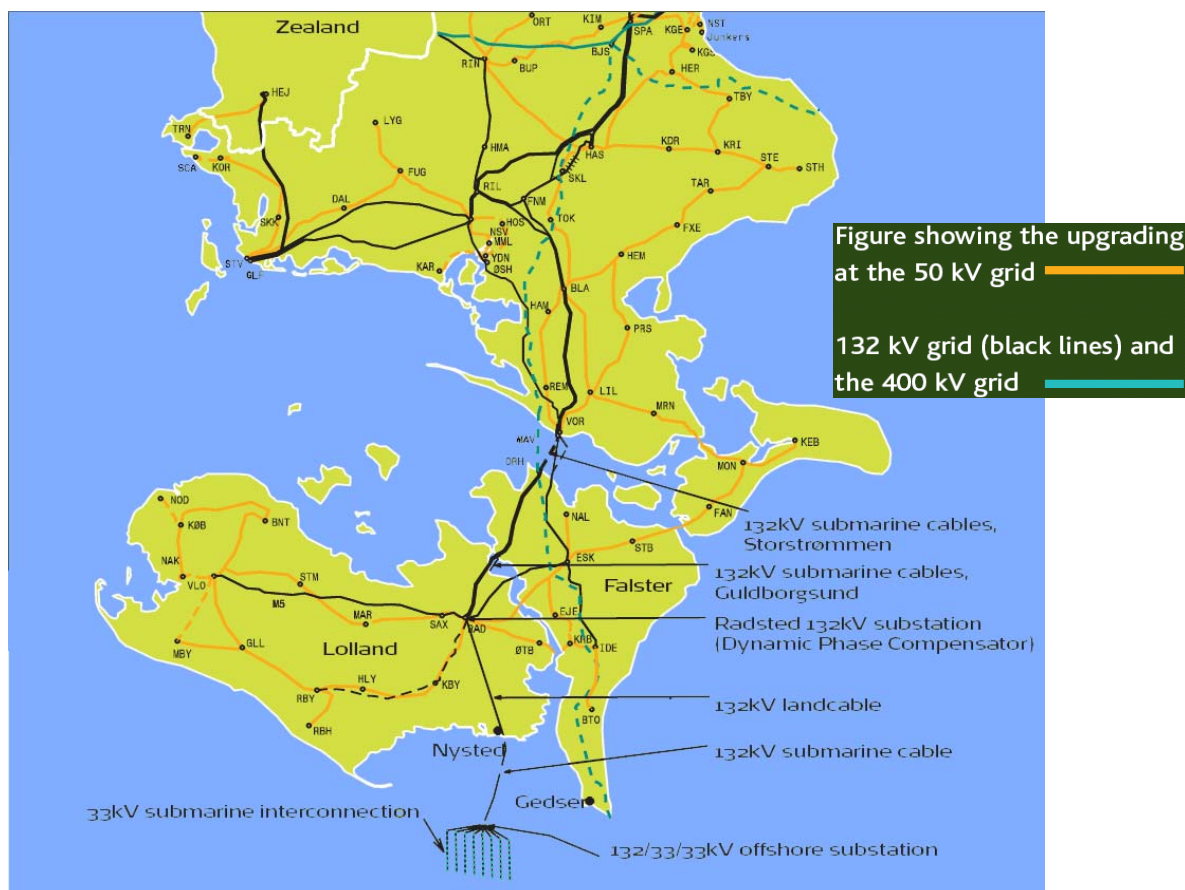 Zealand
ORT
KIM
SPA
KGE
NST
Junkers
RIN
BUP
BJS
KGS
HER
HEJ
TBY
TRN
LYG
HMA
HAS
KDR
KRI
SCA
KOR
FUG
SKL
STE
STH
RIL
TAR
DAL
FNM
SKK
HOS
TOK
FXE
NSV
MML
STV
GLP
KAR
YDN
ØSH
HEM
BLA
HAM
PRS
REM
LIL
MRN
VOR
MAV
KEB
ORH
MON
NOD
FAN
KØB
BNT
NAL
STB
NAK
ESK
VLO
STM
Falster
M5
MAR
SAX
RAD
EJE
MBY
GLL
Lolland
ØTB
KRB
IDE
HLY
KBY
RBY
RBH
BTO
Nysted
Gedser
Figure showing the upgrading
at the 50 kV grid
132 kV grid (black lines) and
the 400 kV grid
132kV submarine cables,
Storstrømmen
132kV submarine cables,
Guldborgsund
Radsted 132kV substation
(Dynamic Phase Compensator)
132kV landcable
132kV submarine cable
33kV submarine interconnection
132/33/33kV offshore substation